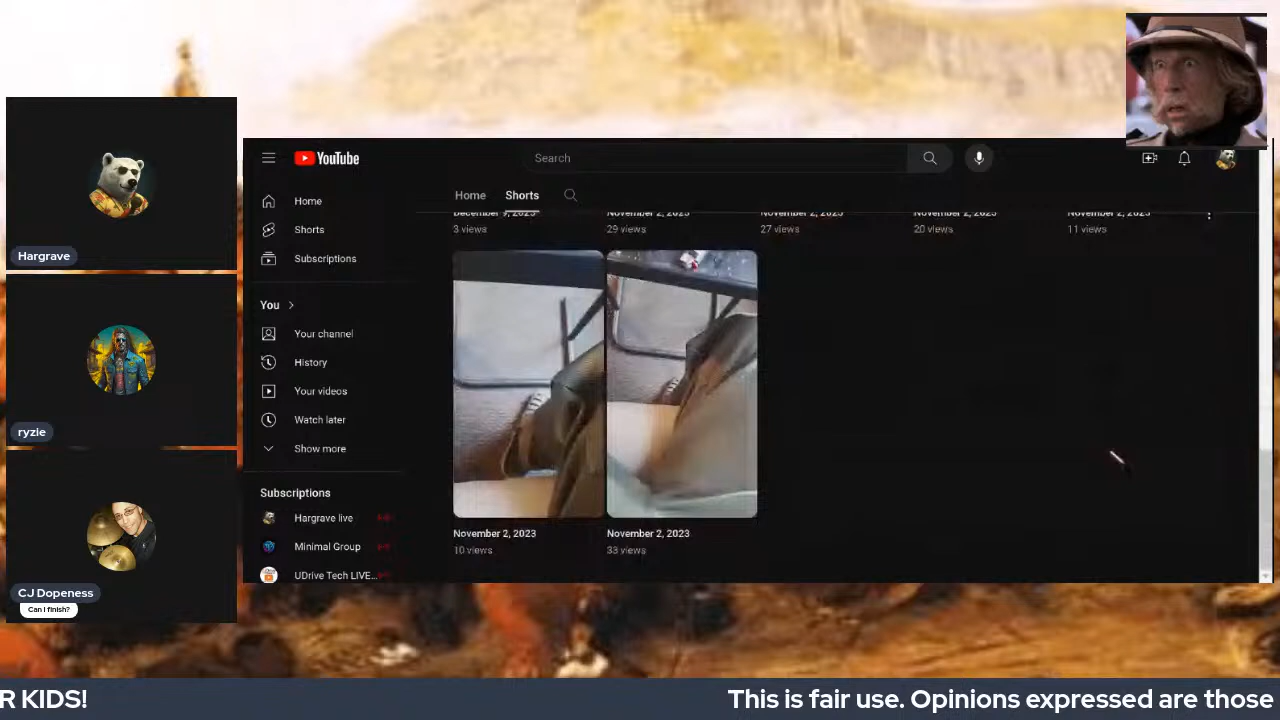 YouTube
Search
Home
Shorts
Hargrave
Home
Shorts
Subscriptions
You
Your channel
History
Your videos
Watch later
Show more
Subscriptions
Hargrave live
Minimal Group
UDrive Tech LIVE...
December 9, 2023
November 2, 2023
November 2, 2023
November 2, 2023
November 2, 2023
3 views
29 views
27 views
20 views
11 views
November 2, 2023
November 2, 2023
10 views
33 views
ryzie
CJ Dopeness
Can I finish?
R KIDS!
This is fair use. Opinions expressed are those